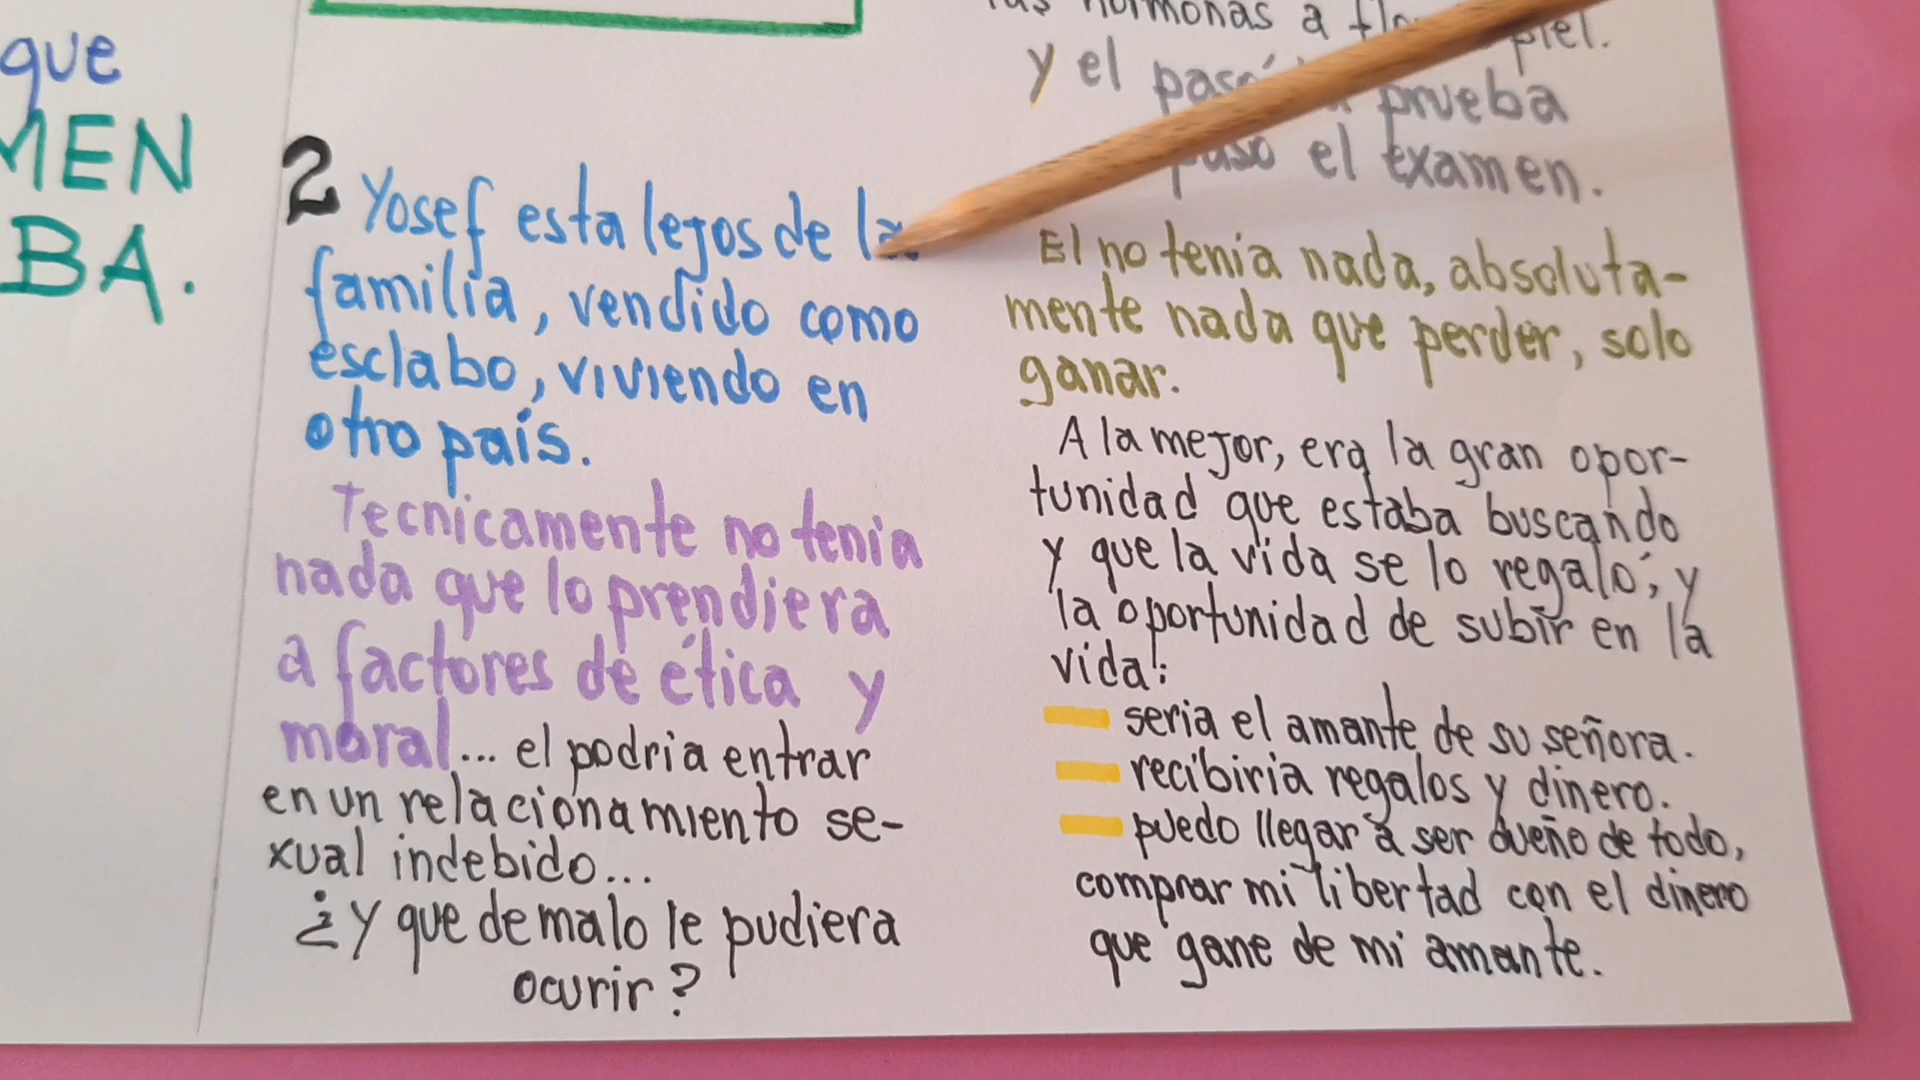 que
MEN
BA.
2 Yosef esta lejos de la
familia, vendido como
esclabo, viviendo en
otro país.
Tecnicamente no tenia
nada que lo prendiera
a factores de ética y
moral... el podria entrar
en un relacionamiento se-
xual indebido...
¿Y que de malo le pudiera
ocurir?
hormonas a piel.
y el pasó prueba
el examen.
El no tenia nada, absoluta-
mente nada que perder, solo
ganar.
A la mejor, era la gran opor-
tunidad que estaba buscando
y que la vida se lo regaló, y
la oportunidad de subir en la
vida!:
seria el amante de su señora.
recibiria regalos y dinero.
puedo llegar a ser dueño de todo,
comprar mi libertad con el dinero
que gane de mi amante.